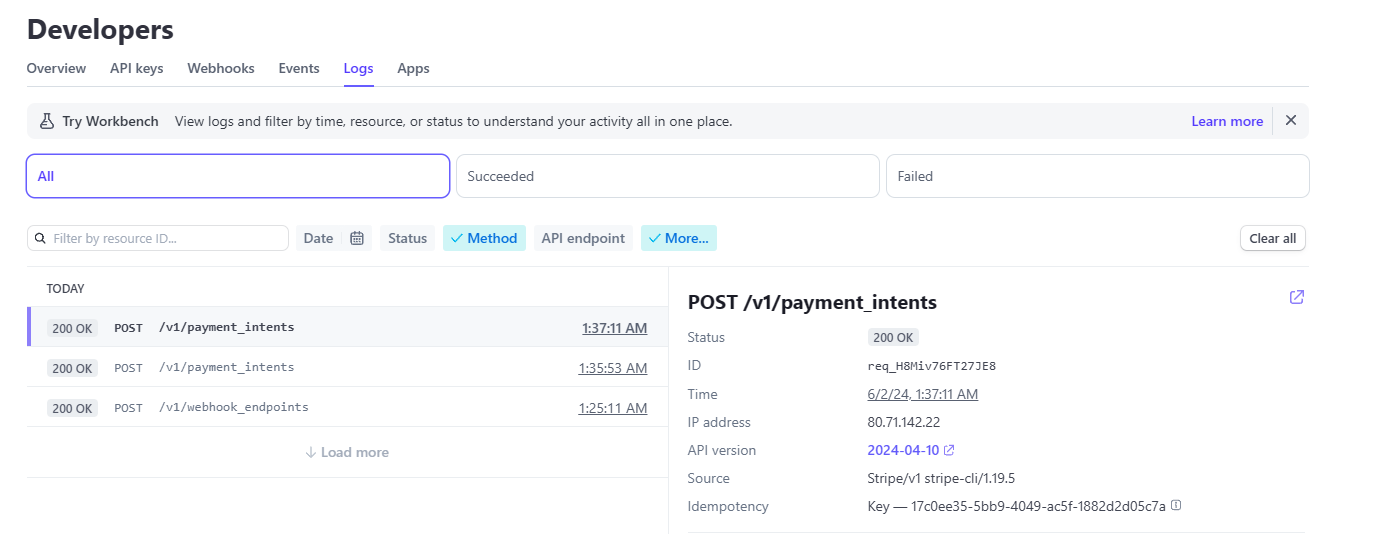 Developers
Overview API keys Webhooks Events Logs Apps
Try Workbench View logs and filter by time, resource, or status to understand your activity all in one place. Learn more
All Succeeded Failed
Filter by resource ID... Date Status Method API endpoint More... Clear all
TODAY
200 OK POST /v1/payment_intents 1:37:11 AM
200 OK POST /v1/payment_intents 1:35:53 AM
200 OK POST /v1/webhook_endpoints 1:25:11 AM
Load more
POST /v1/payment_intents
Status 200 OK
ID req_H8Miv76FT27JE8
Time 6/2/24, 1:37:11 AM
IP address 80.71.142.22
API version 2024-04-10
Source Stripe/v1 stripe-cli/1.19.5
Idempotency Key — 17c0ee35-5bb9-4049-ac5f-1882d2d05c7a